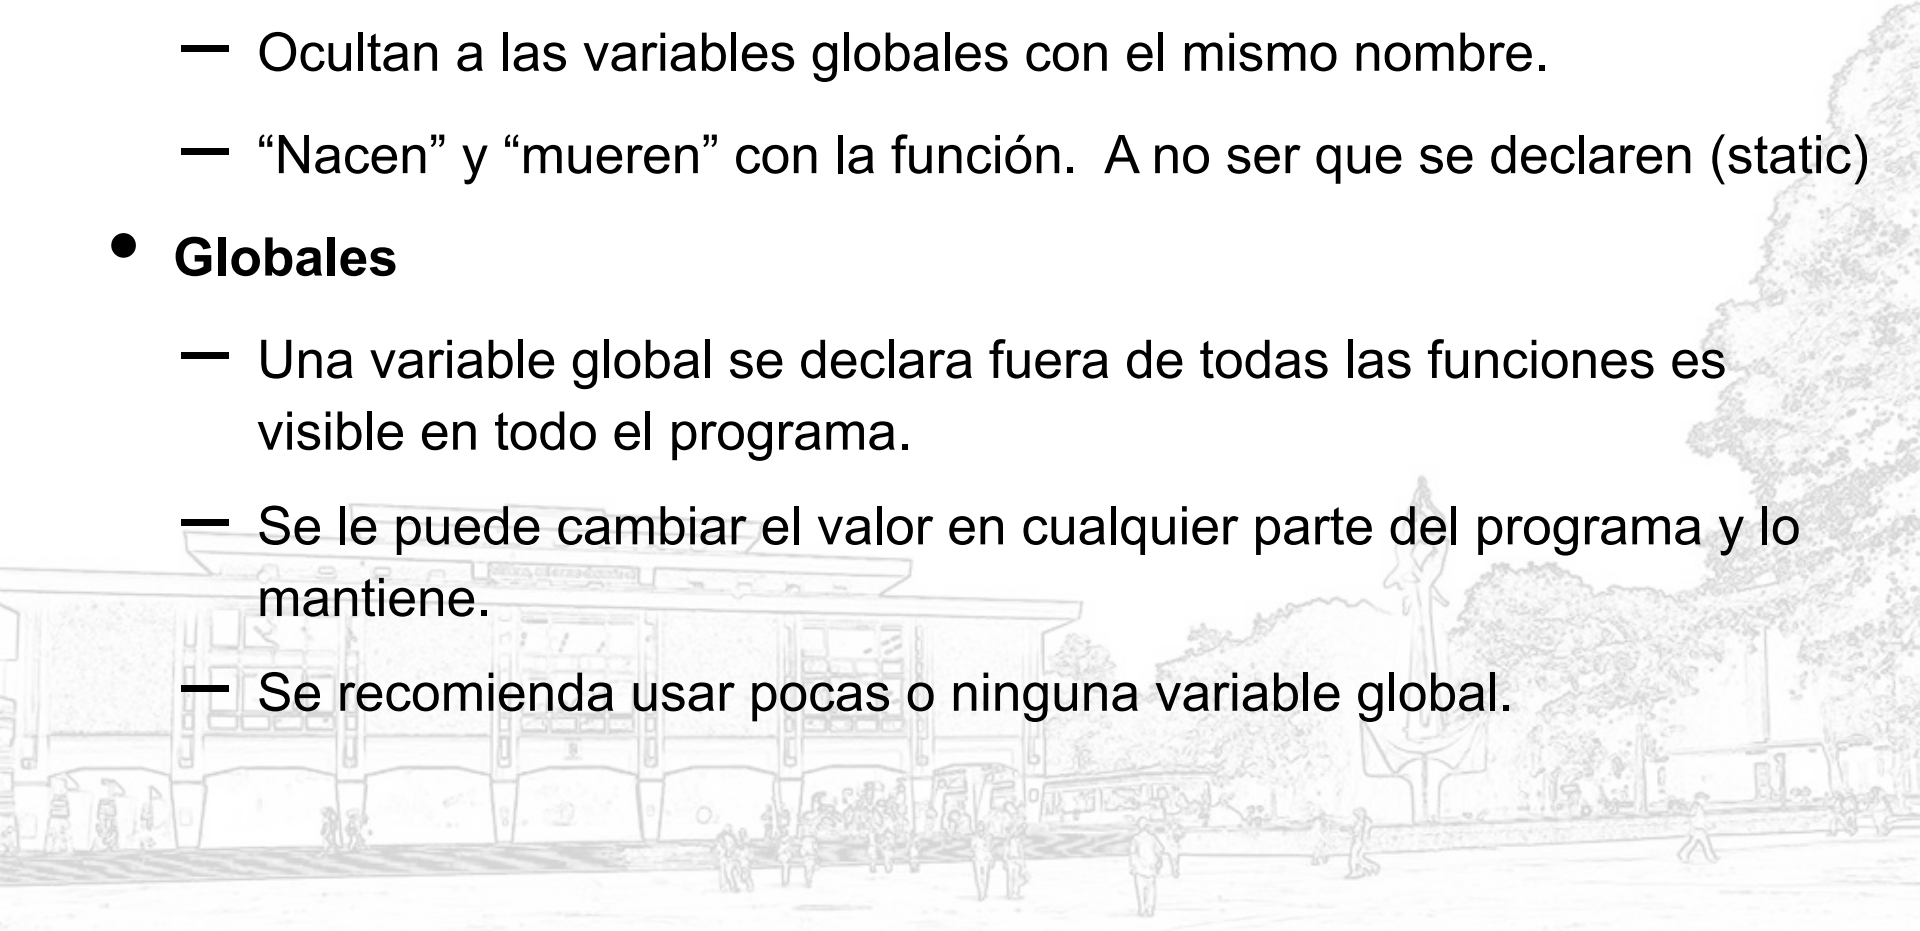 — Ocultan a las variables globales con el mismo nombre.
— “Nacen” y “mueren” con la función.  A no ser que se declaren (static)
• Globales
— Una variable global se declara fuera de todas las funciones es
visible en todo el programa.
— Se le puede cambiar el valor en cualquier parte del programa y lo
mantiene.
— Se recomienda usar pocas o ninguna variable global.